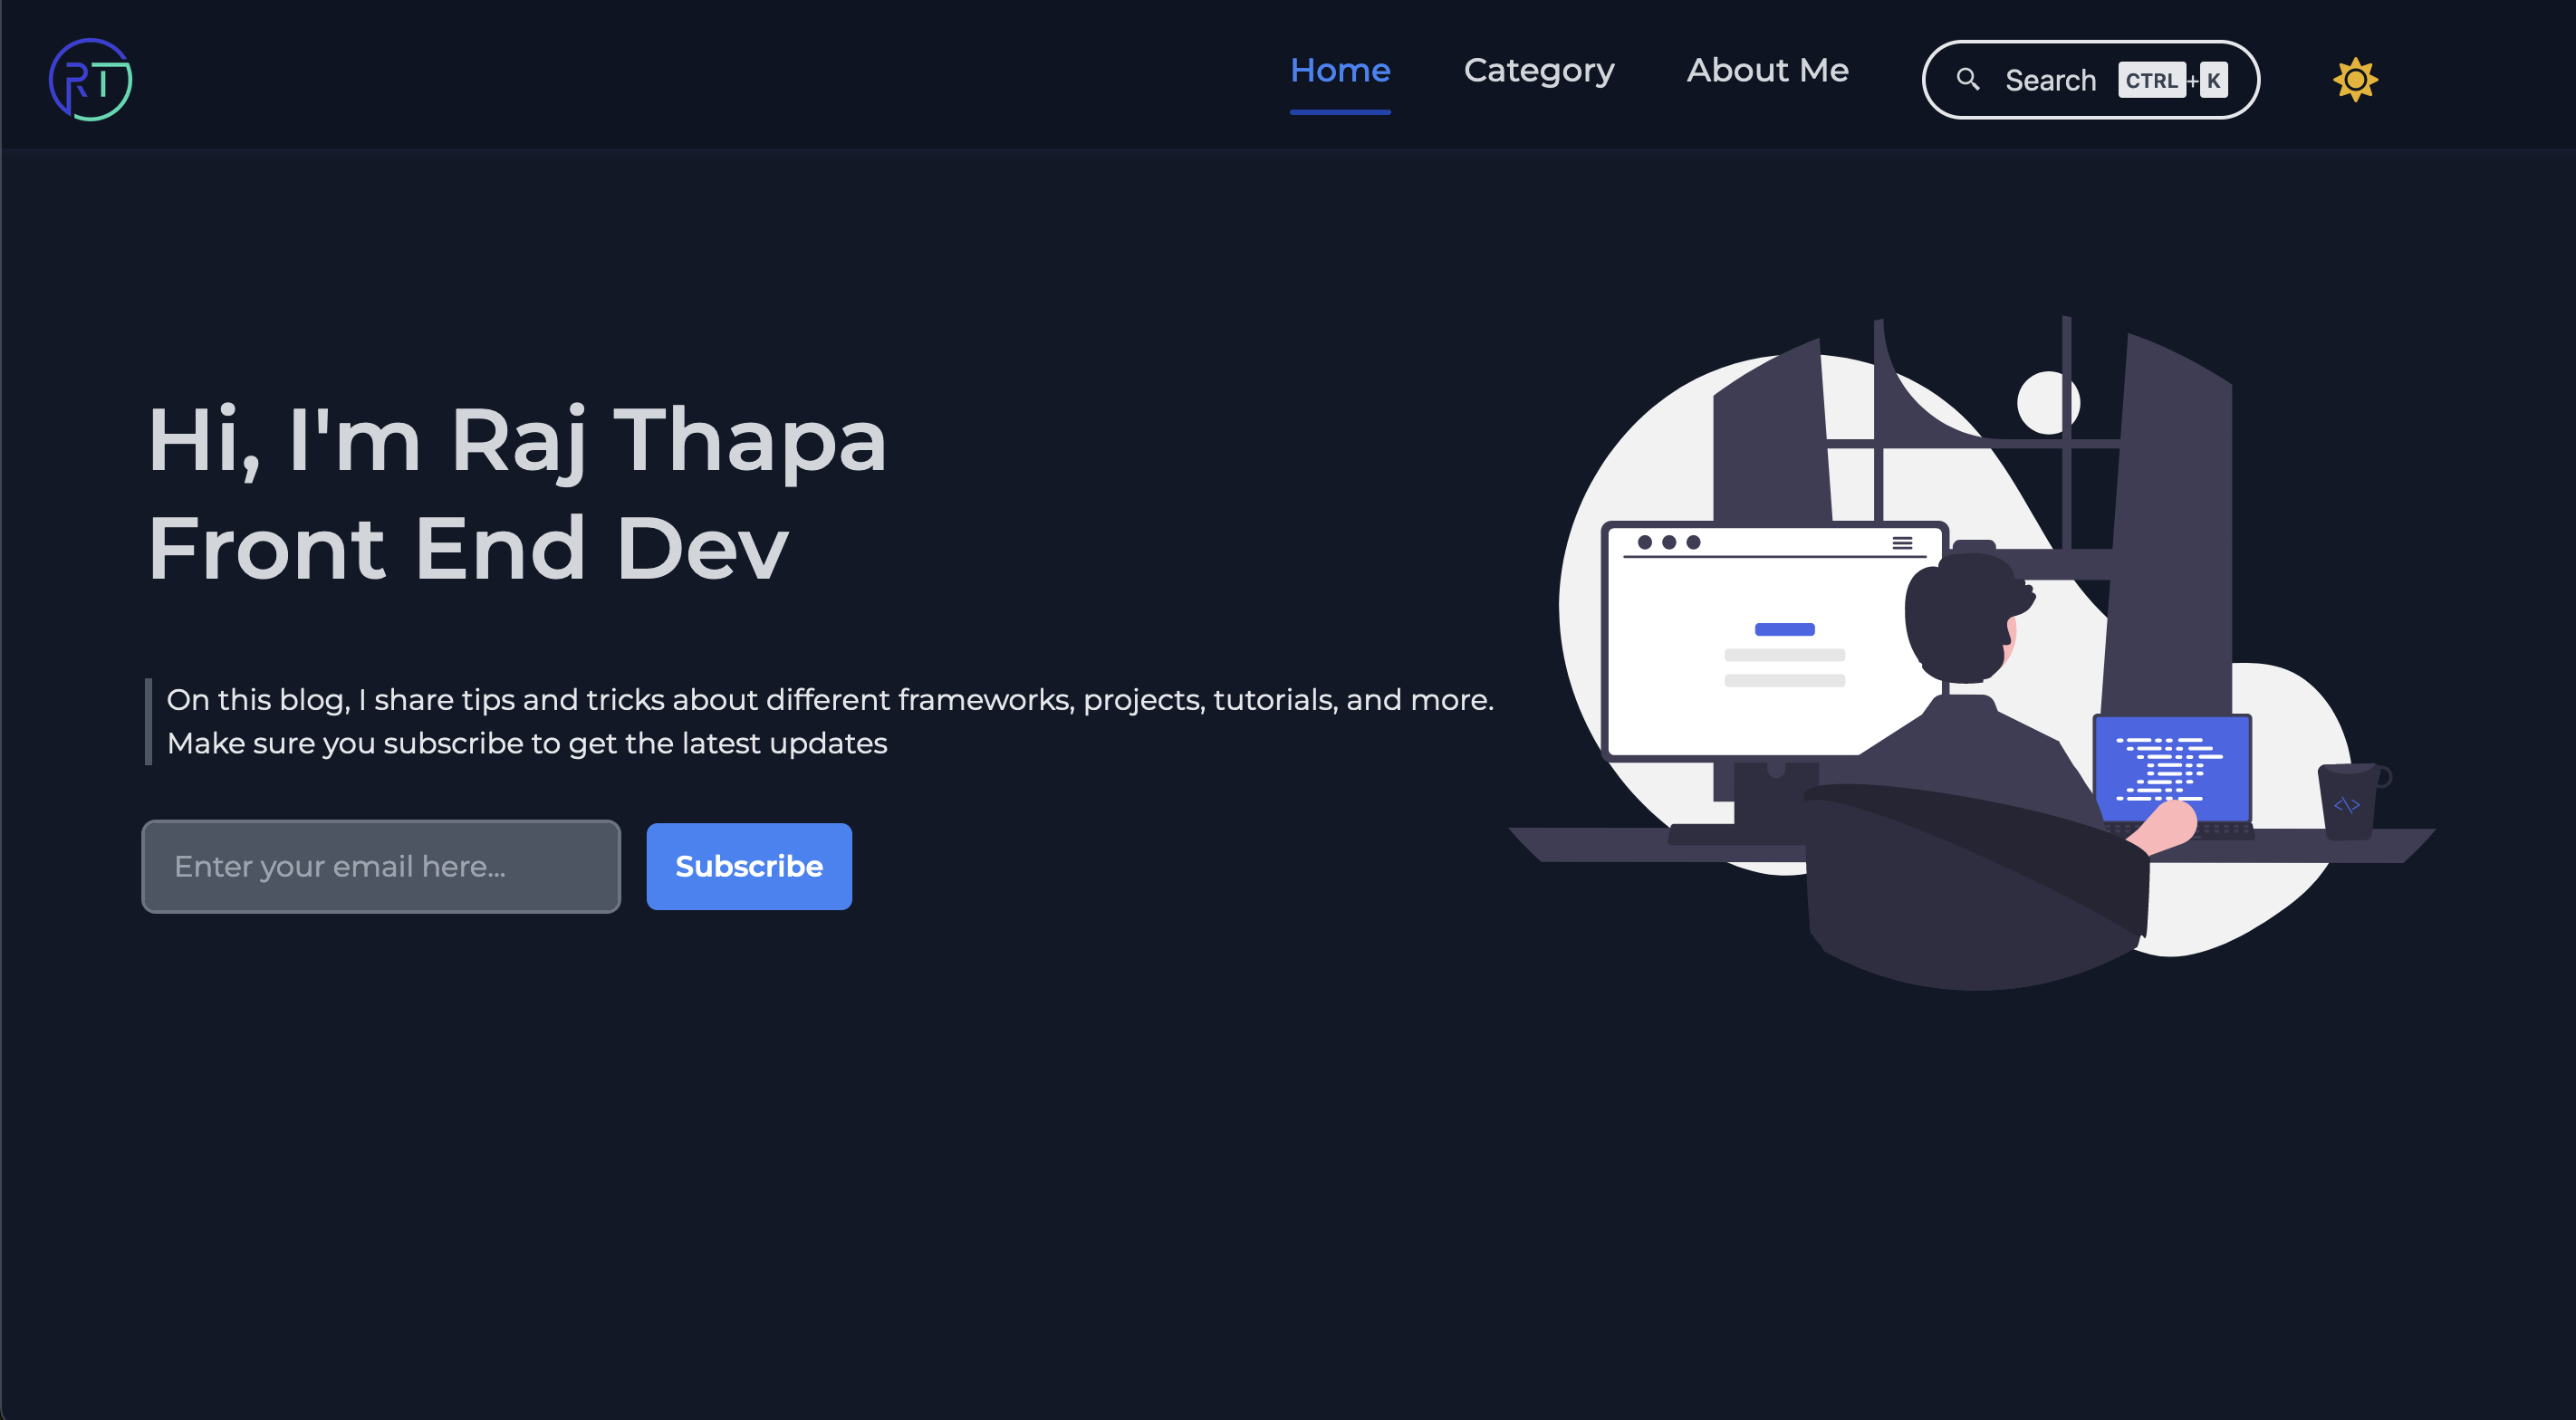 RT
Home
Category
About Me
Search CTRL+K
Hi, I'm Raj Thapa
Front End Dev
On this blog, I share tips and tricks about different frameworks, projects, tutorials, and more.
Make sure you subscribe to get the latest updates
Enter your email here...
Subscribe
<\>